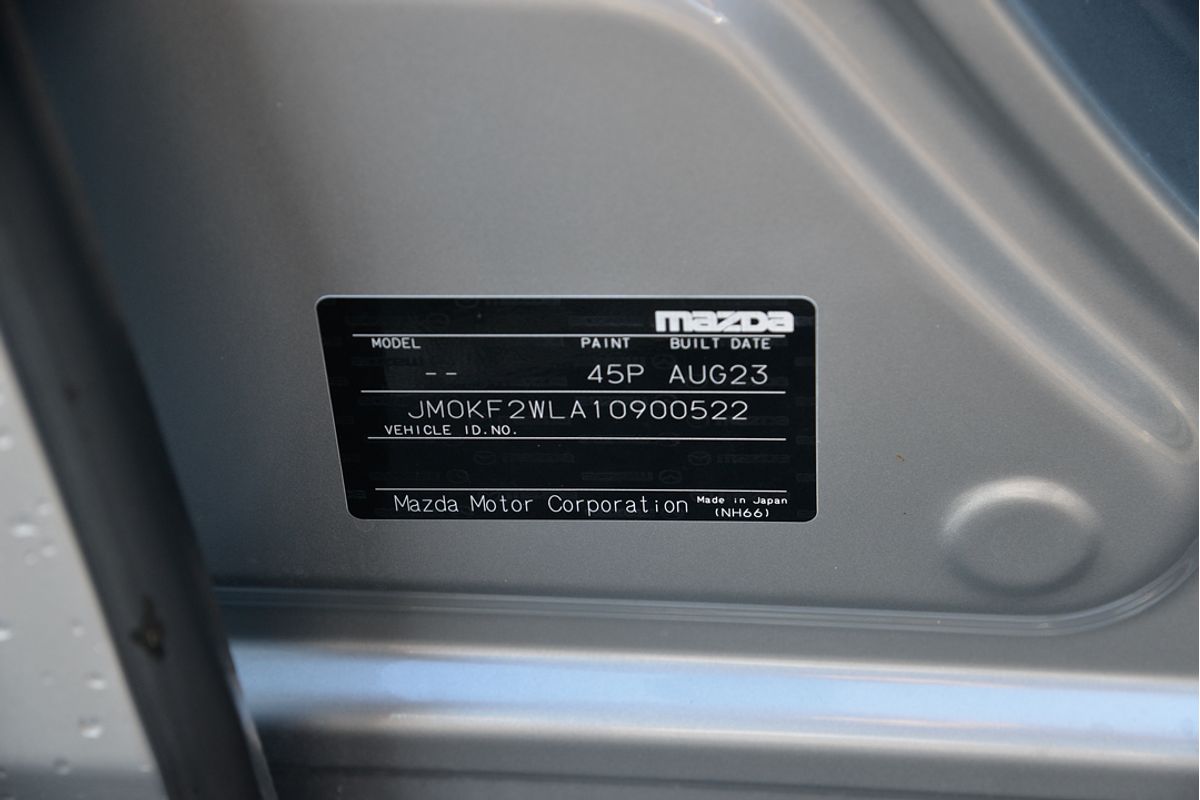 mazda
MODEL PAINT BUILT DATE
-- 45P AUG23
JM0KF2WLA10900522
VEHICLE ID.NO.
Mazda Motor Corporation Made in Japan
(NH66)